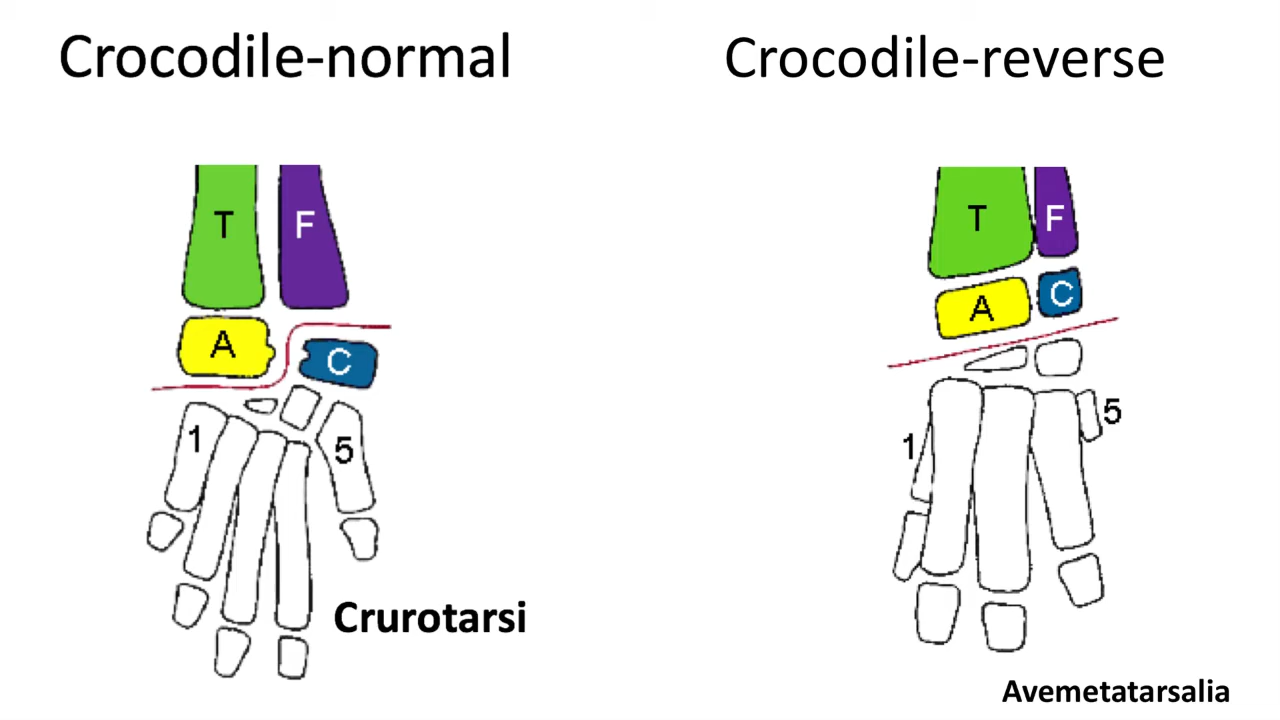 Crocodile-normal
Crocodile-reverse
T
F
A
C
1
5
Crurotarsi
T
F
A
C
1
5
Avemetatarsalia